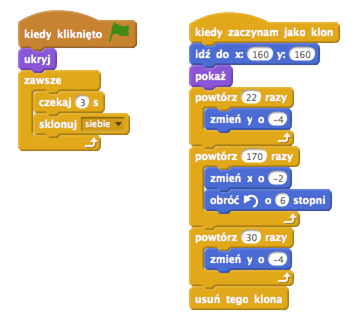 kiedy kliknięto
ukryj
zawsze
czekaj 3 s
sklonuj siebie
kiedy zaczynam jako klon
idź do x: 160 y: 160
pokaż
powtórz 22 razy
zmień y o -4
powtórz 170 razy
zmień x o -2
obróć o 6 stopni
powtórz 30 razy
zmień y o -4
usuń tego klona